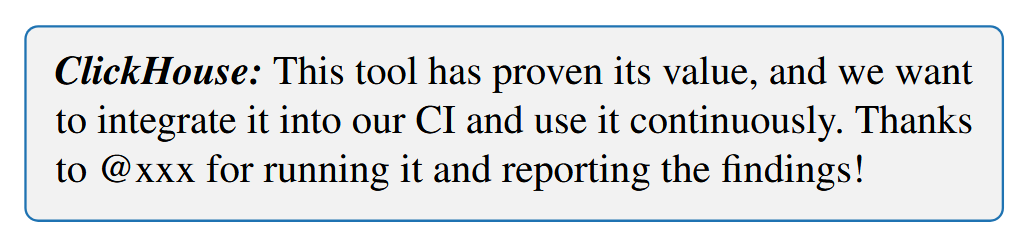 ClickHouse: This tool has proven its value, and we want
to integrate it into our CI and use it continuously. Thanks
to @xxx for running it and reporting the findings!